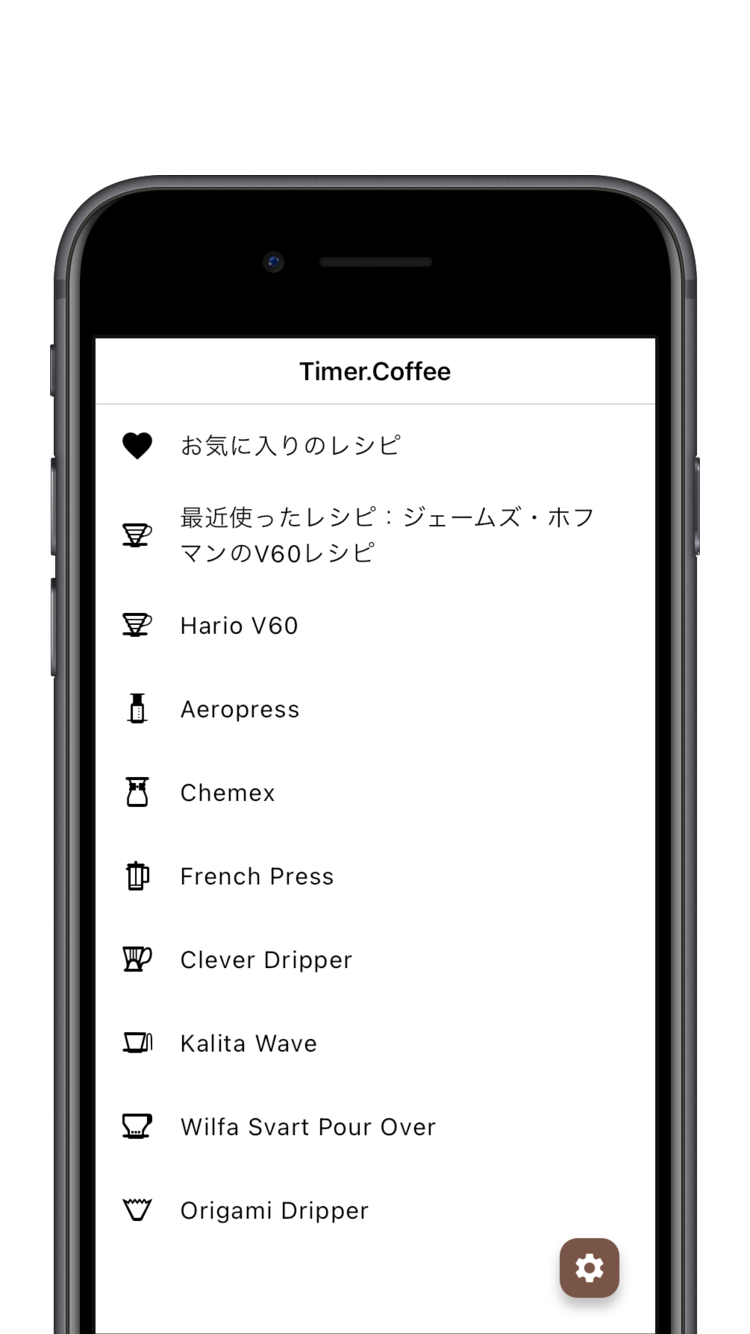 Timer.Coffee
お気に入りのレシピ
最近使ったレシピ：ジェームズ・ホフ
マンのV60レシピ
Hario V60
Aeropress
Chemex
French Press
Clever Dripper
Kalita Wave
Wilfa Svart Pour Over
Origami Dripper